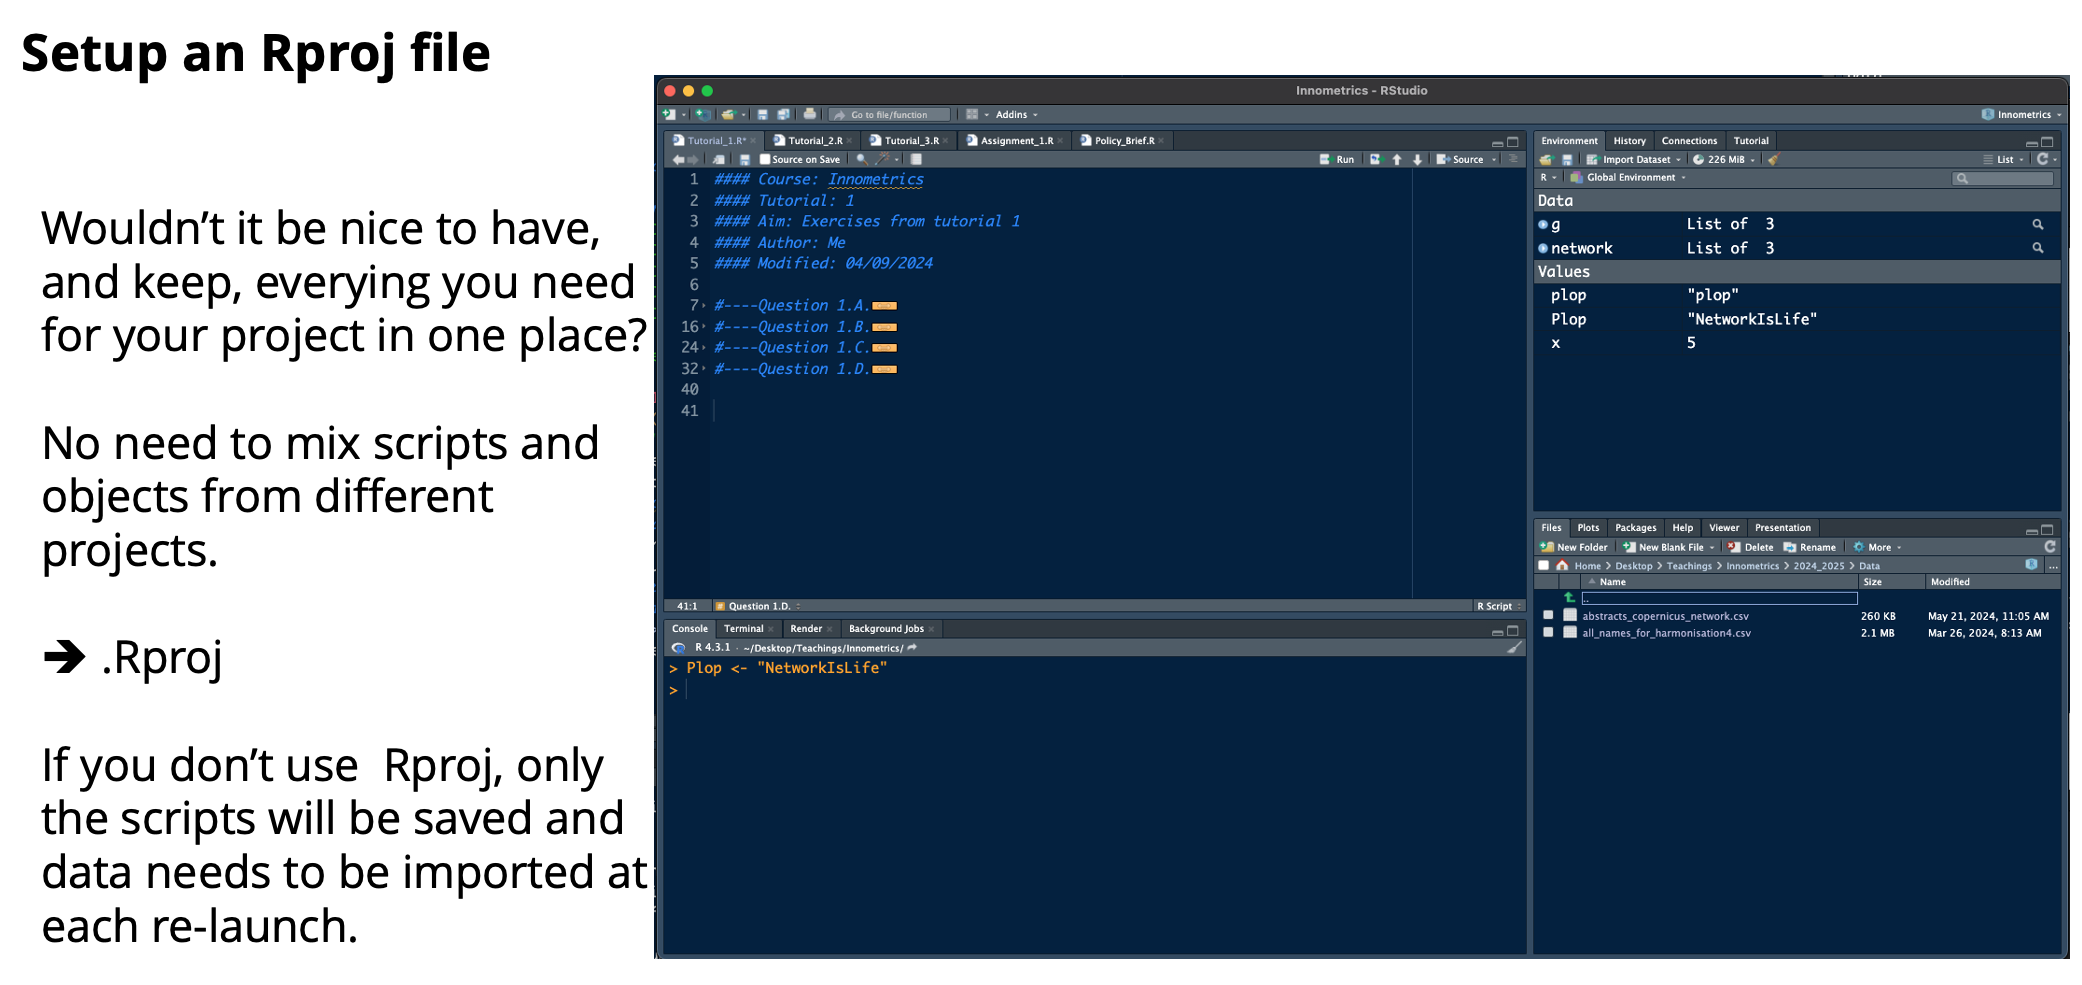 Setup an Rproj file
Wouldn’t it be nice to have,
and keep, everying you need
for your project in one place?
No need to mix scripts and
objects from different
projects.
➔ .Rproj
If you don’t use  Rproj, only
the scripts will be saved and
data needs to be imported at
each re-launch.
Innometrics - RStudio
Go to file/function Addins
Innometrics
Tutorial_1.R* Tutorial_2.R Tutorial_3.R Assignment_1.R Policy_Brief.R
Source on Save Run Source
1 #### Course: Innometrics
2 #### Tutorial: 1
3 #### Aim: Exercises from tutorial 1
4 #### Author: Me
5 #### Modified: 04/09/2024
6
7 #----Question 1.A.
16 #----Question 1.B.
24 #----Question 1.C.
32 #----Question 1.D.
40
41
41:1 Question 1.D. R Script
Console Terminal Render Background Jobs
R 4.3.1 · ~/Desktop/Teachings/Innometrics/
> Plop <- "NetworkIsLife"
>
Environment History Connections Tutorial
Import Dataset 226 MiB List
R Global Environment
Data
g List of 3
network List of 3
Values
plop "plop"
Plop "NetworkIsLife"
x 5
Files Plots Packages Help Viewer Presentation
New Folder New Blank File Delete Rename More
Home > Desktop > Teachings > Innometrics > 2024_2025 > Data ...
Name Size Modified
..
abstracts_copernicus_network.csv 260 KB May 21, 2024, 11:05 AM
all_names_for_harmonisation4.csv 2.1 MB Mar 26, 2024, 8:13 AM